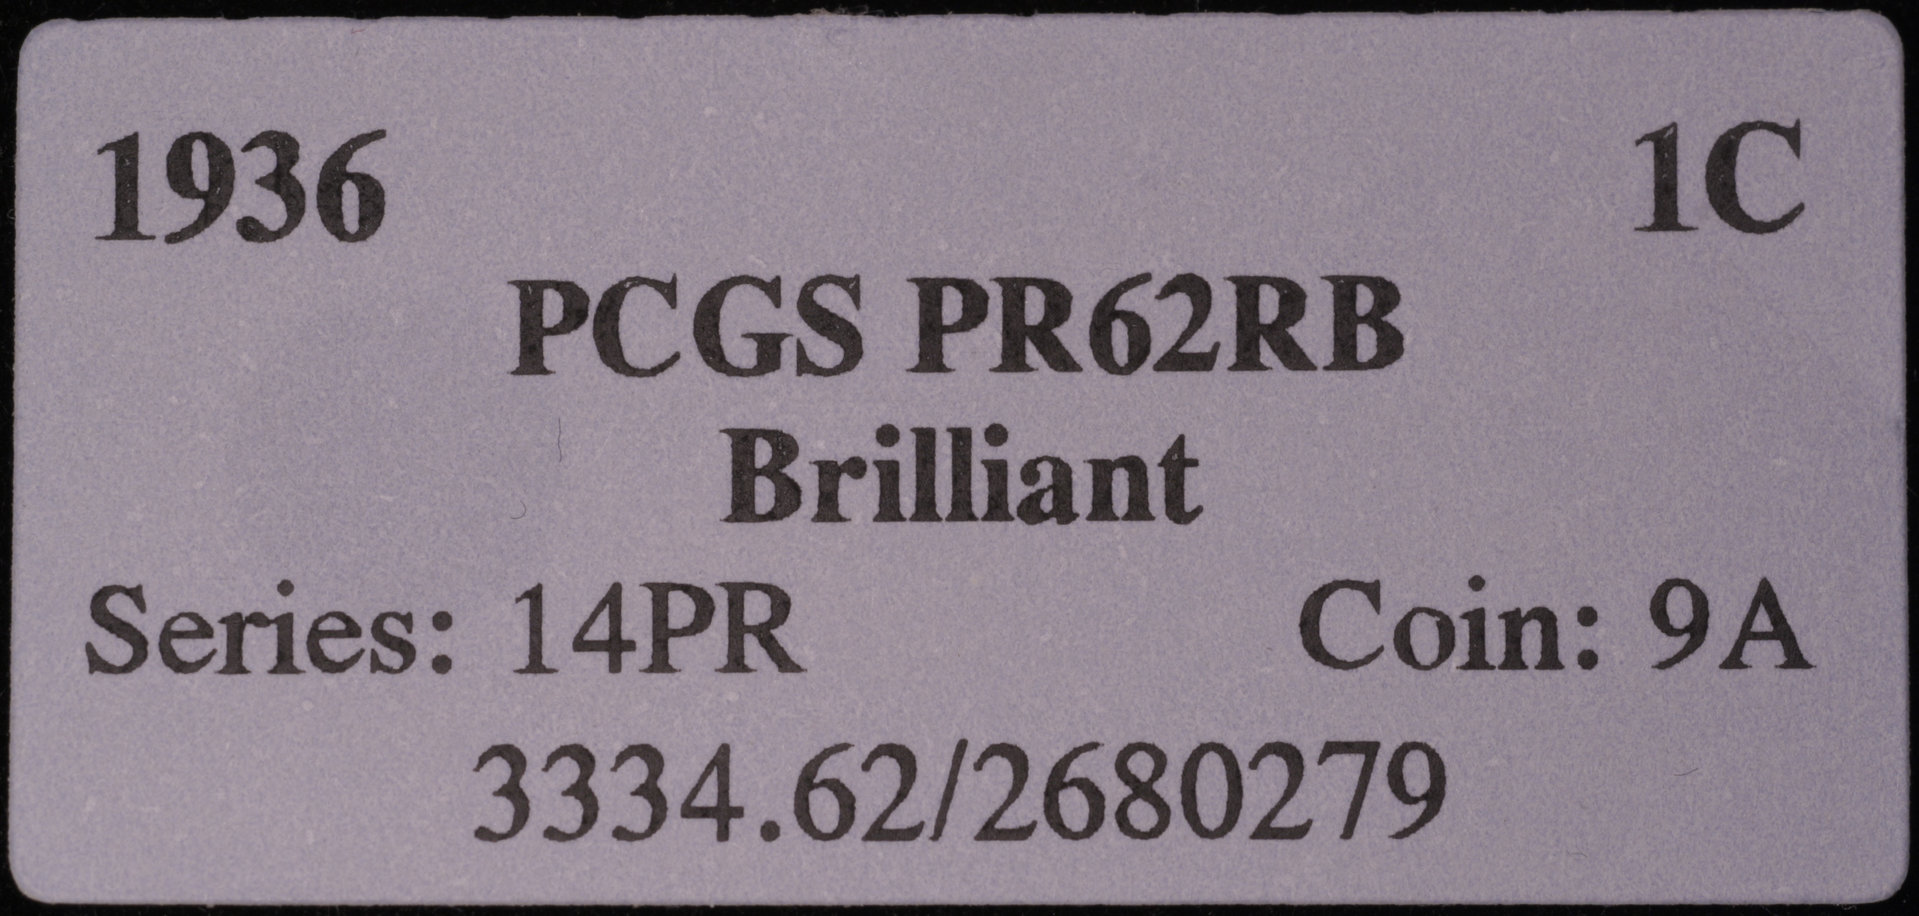 1936 1C
PCGS PR62RB
Brilliant
Series: 14PR Coin: 9A
3334.62/2680279